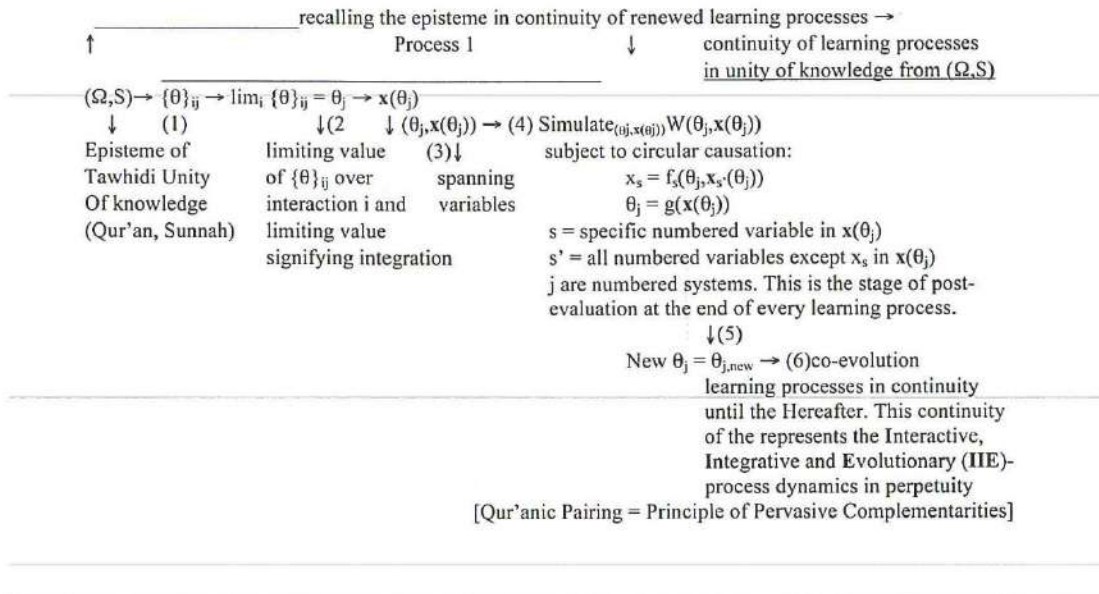 ____________________recalling the episteme in continuity of renewed learning processes →
↑ Process 1 ↓ continuity of learning processes
in unity of knowledge from (Ω,S)
(Ω,S)→ {θ}ij → limi {θ}ij = θj → x(θj)
↓ (1) ↓(2 ↓ (θj,x(θj)) → (4) Simulate(θj,x(θj))W(θj,x(θj))
Episteme of limiting value (3)↓ subject to circular causation:
Tawhidi Unity of {θ}ij over spanning xs = fs(θj,xs'(θj))
Of knowledge interaction i and variables θj = g(x(θj))
(Qur'an, Sunnah) limiting value s = specific numbered variable in x(θj)
signifying integration s' = all numbered variables except xs in x(θj)
j are numbered systems. This is the stage of post-
evaluation at the end of every learning process.
↓(5)
New θj = θj,new → (6)co-evolution
learning processes in continuity
until the Hereafter. This continuity
of the represents the Interactive,
Integrative and Evolutionary (IIE)-
process dynamics in perpetuity
[Qur'anic Pairing = Principle of Pervasive Complementarities]